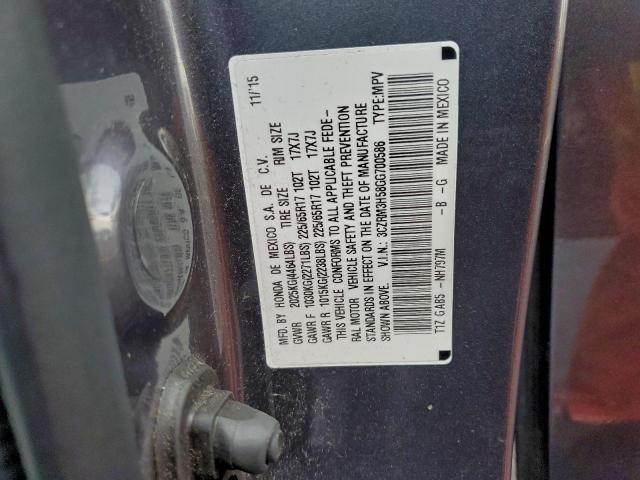 11/15
MFD. BY HONDA DE MEXICO S.A. DE C.V.
TIRE SIZE RIM SIZE
GVWR 2025KG(4464LBS)
GAWR F 1030KG(2271LBS) 225/65R17 102T 17X7J
GAWR R 1015KG(2238LBS) 225/65R17 102T 17X7J
THIS VEHICLE CONFORMS TO ALL APPLICABLE FEDE-
RAL MOTOR VEHICLE SAFETY AND THEFT PREVENTION
STANDARDS IN EFFECT ON THE DATE OF MANUFACTURE
SHOWN ABOVE. V.I.N.: 3CZRM3H58GG700586 TYPE:MPV
T1Z GAB5 -NH797M -B -G MADE IN MEXICO